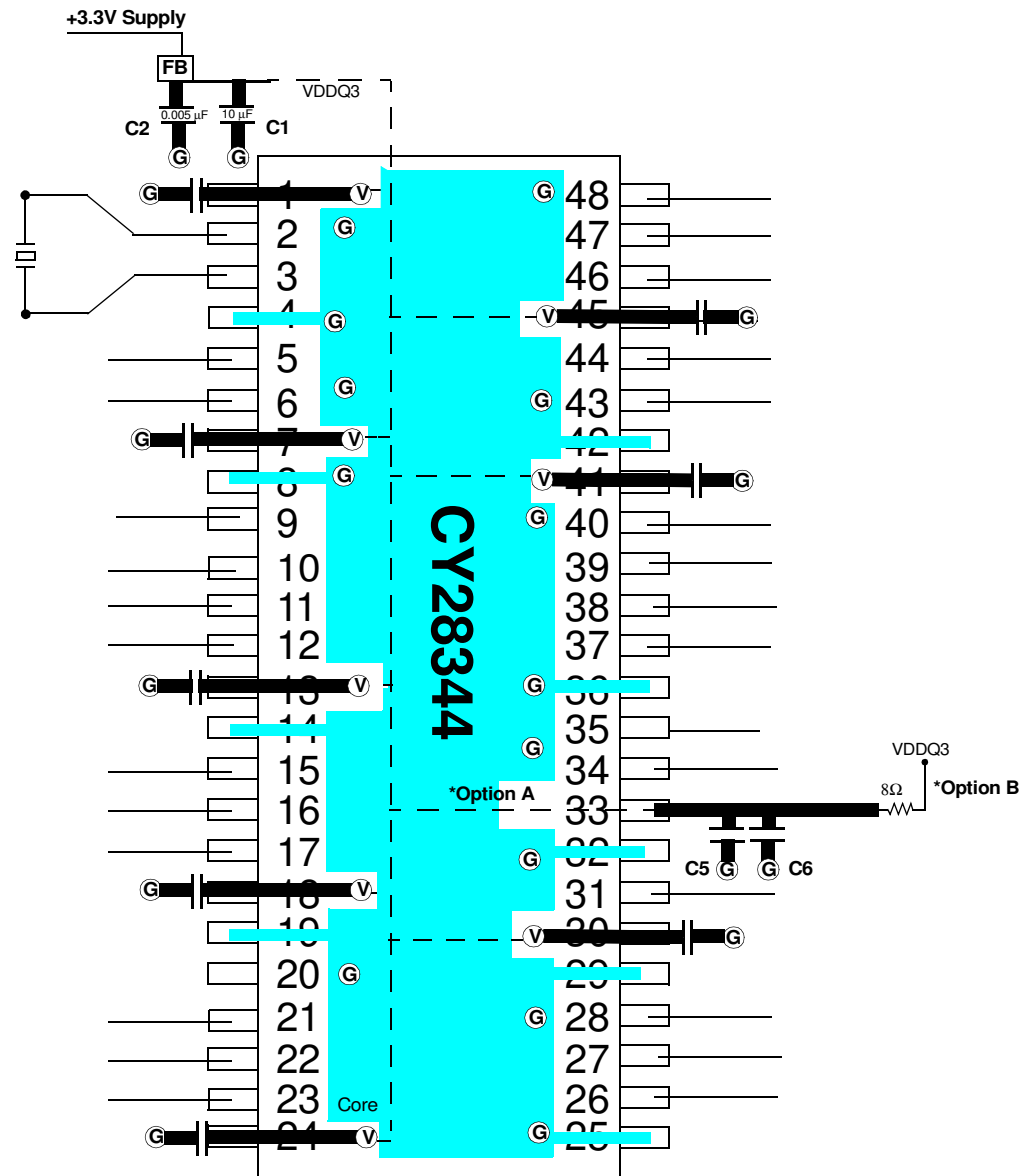 +3.3V Supply
FB
VDDQ3
0.005 µF
10 µF
C2
C1
G
G
G
1
V
G
48
2
G
47
3
46
4
G
V
45
G
5
44
6
G
G
43
G
7
V
42
8
G
V
41
G
9
G
40
10
39
11
38
12
37
G
13
V
G
36
14
35
15
G
34
16
*Option A
33
VDDQ3
8Ω
*Option B
17
G
32
C5
G
G
C6
G
18
V
31
19
V
30
G
20
G
29
21
G
28
22
27
23
Core
26
G
24
V
G
25
CY28344